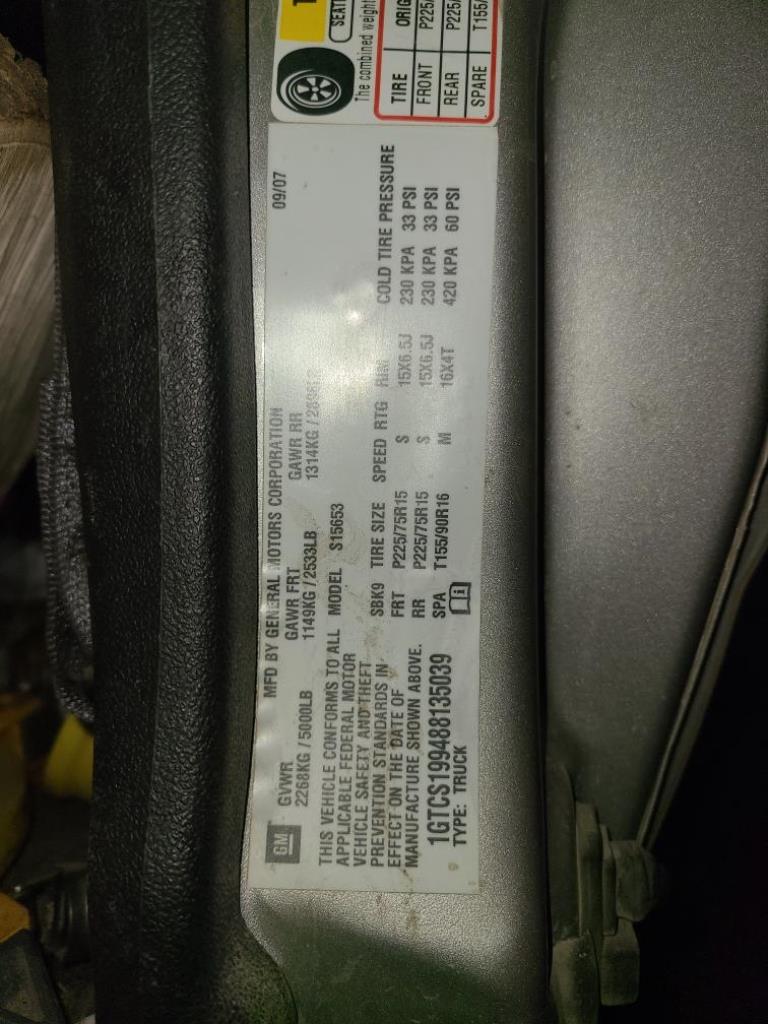 SEAT
The combined weight
TIRE ORIG
FRONT P225/
REAR P225/
SPARE T155/
MFD BY GENERAL MOTORS CORPORATION 09/07
GM
GVWR GAWR FRT GAWR RR
2268KG / 5000LB 1149KG / 2533LB 1314KG /
THIS VEHICLE CONFORMS TO ALL
APPLICABLE FEDERAL MOTOR
VEHICLE SAFETY AND THEFT
PREVENTION STANDARDS IN
EFFECT ON THE DATE OF
MANUFACTURE SHOWN ABOVE.
1GTCS199488135039
TYPE: TRUCK
MODEL S15653
SBK9 TIRE SIZE SPEED RTG RIM COLD TIRE PRESSURE
FRT P225/75R15 S 15X6.5J 230 KPA 33 PSI
RR P225/75R15 S 15X6.5J 230 KPA 33 PSI
SPA T155/90R16 M 16X4T 420 KPA 60 PSI